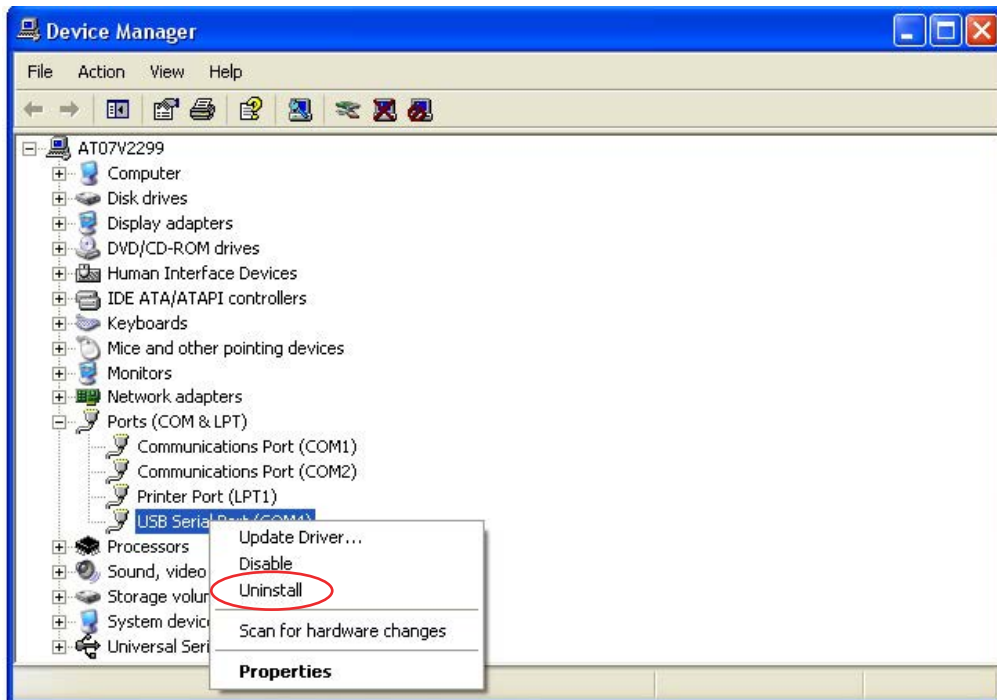 Device Manager
File Action View Help
AT07V2299
Computer
Disk drives
Display adapters
DVD/CD-ROM drives
Human Interface Devices
IDE ATA/ATAPI controllers
Keyboards
Mice and other pointing devices
Monitors
Network adapters
Ports (COM & LPT)
Communications Port (COM1)
Communications Port (COM2)
Printer Port (LPT1)
USB Serial Port (COM4)
Update Driver...
Processors
Disable
Sound, video
Uninstall
Storage
System
Scan for hardware changes
Universal
Properties